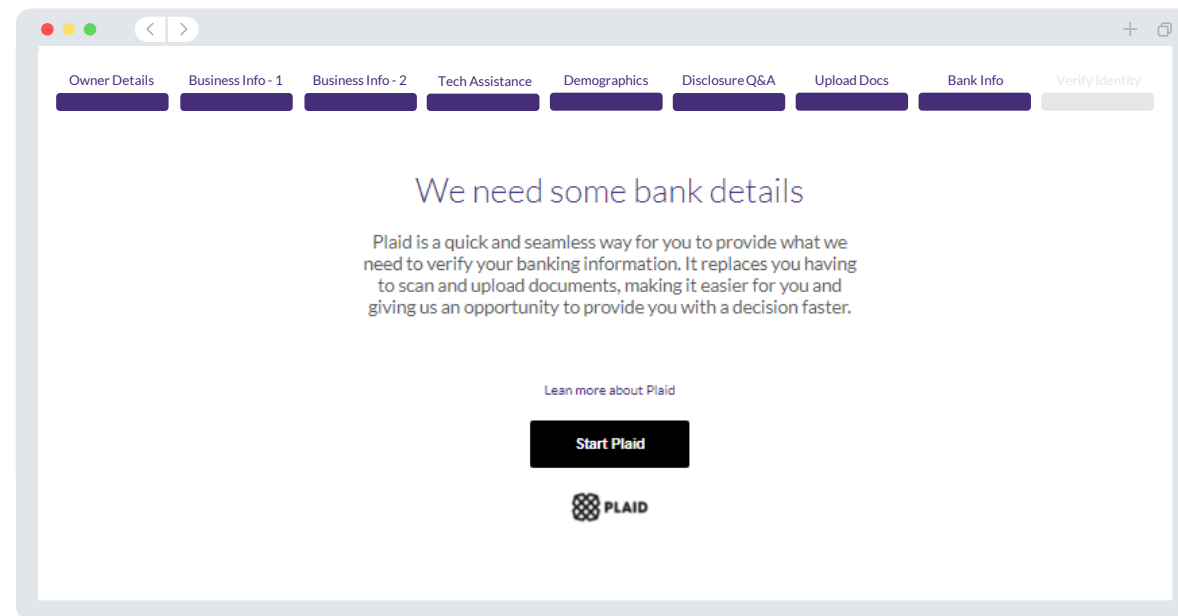 Owner Details Business Info - 1 Business Info - 2 Tech Assistance Demographics Disclosure Q&A Upload Docs Bank Info Verify Identity
We need some bank details
Plaid is a quick and seamless way for you to provide what we
need to verify your banking information. It replaces you having
to scan and upload documents, making it easier for you and
giving us an opportunity to provide you with a decision faster.
Lean more about Plaid
Start Plaid
PLAID